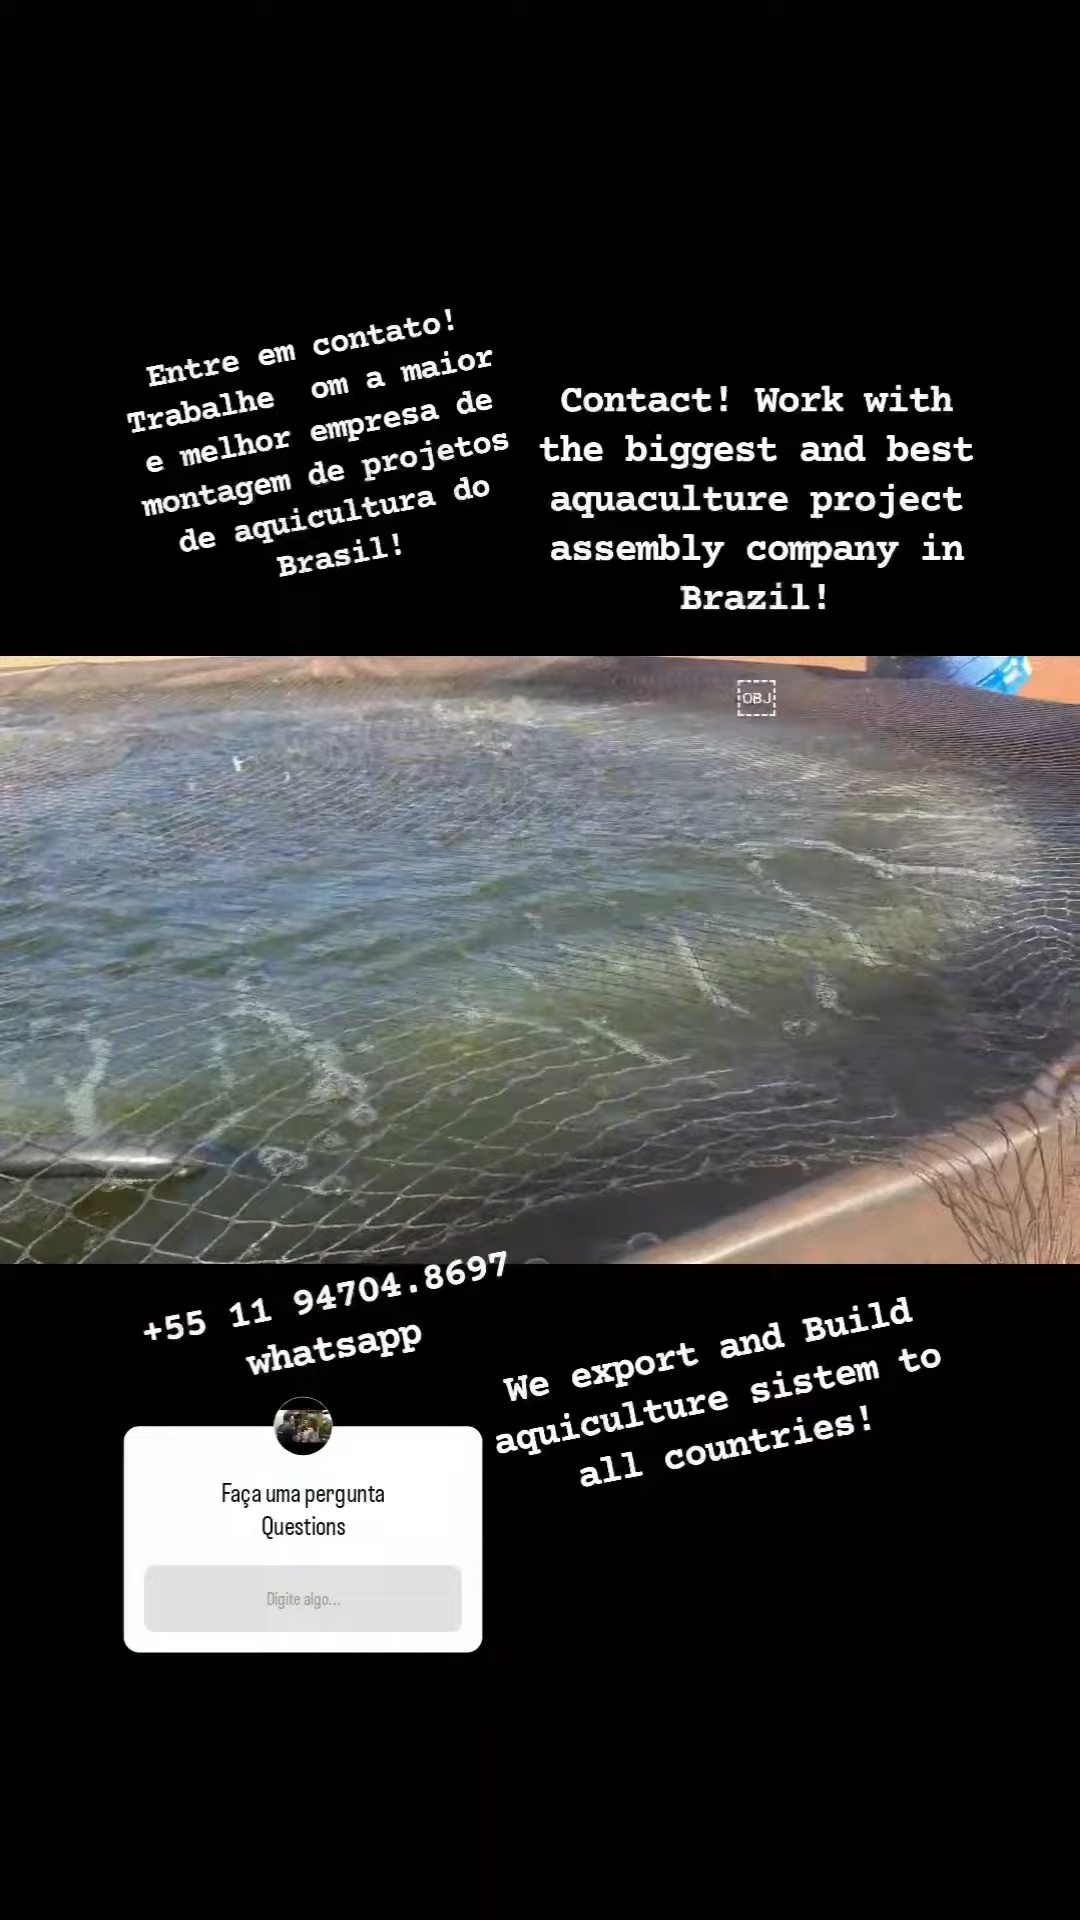 Entre em contato!
Trabalhe om a maior
e melhor empresa de
montagem de projetos
de aquicultura do
Brasil!
Contact! Work with
the biggest and best
aquaculture project
assembly company in
Brazil!
OBJ
+55 11 94704.8697
whatsapp
We export and Build
aquiculture sistem to
all countries!
Faça uma pergunta
Questions
Digite algo...